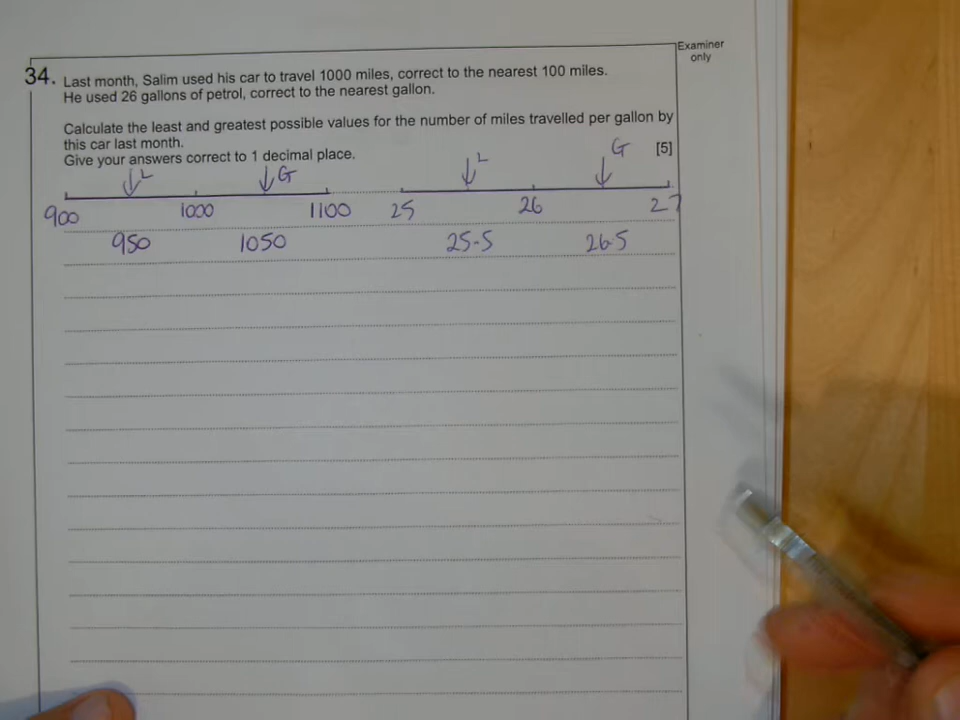 Examiner
only
34. Last month, Salim used his car to travel 1000 miles, correct to the nearest 100 miles.
He used 26 gallons of petrol, correct to the nearest gallon.
Calculate the least and greatest possible values for the number of miles travelled per gallon by
this car last month.
Give your answers correct to 1 decimal place. [5]
L G L G
900 1000 1100 25 26 27
950 1050 25.5 26.5